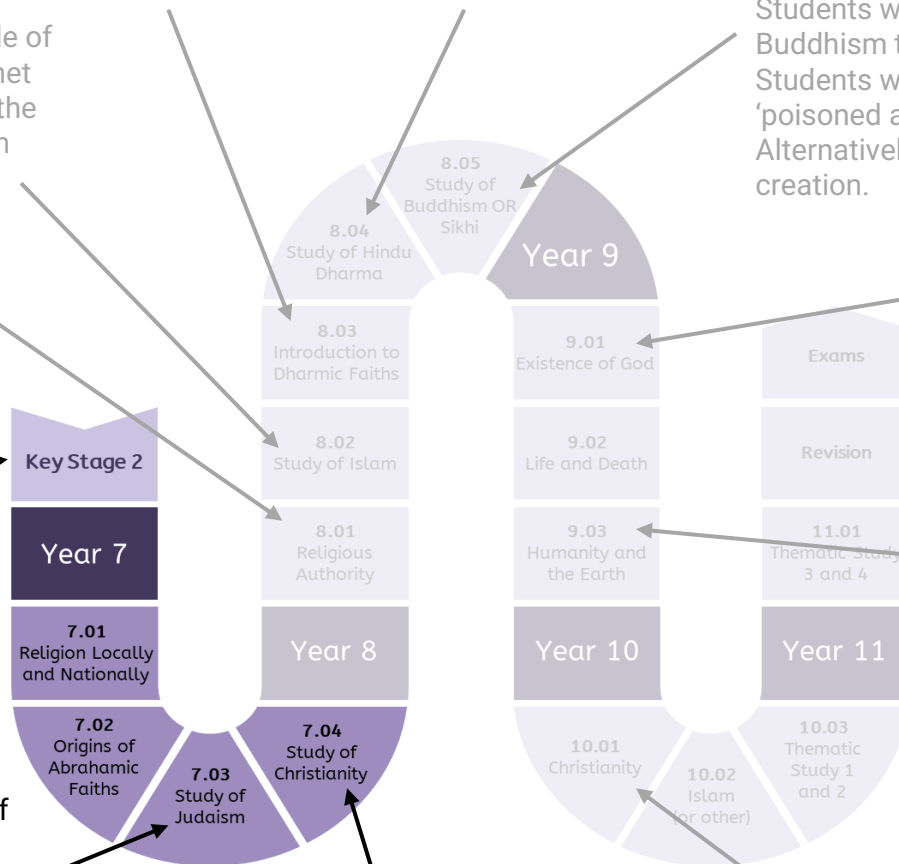 Students w
le of
Buddhism t
net
Students w
the
'poisoned a
n
Alternativel
creation.
8.05
Study of
Buddhism OR
Sikhi
8.04
Study of Hindu
Dharma
Year 9
8.03
Introduction to
Dharmic Faiths
9.01
Existence of God
Exams
Key Stage 2
8.02
Study of Islam
9.02
Life and Death
Revision
Year 7
8.01
Religious
Authority
9.03
Humanity and
the Earth
11.01
Thematic Study
3 and 4
7.01
Religion Locally
and Nationally
Year 8
Year 10
Year 11
7.02
Origins of
Abrahamic
Faiths
7.03
Study of
Judaism
7.04
Study of
Christianity
10.01
Christianity
10.02
Islam
(or other)
10.03
Thematic
Study 1
and 2
f